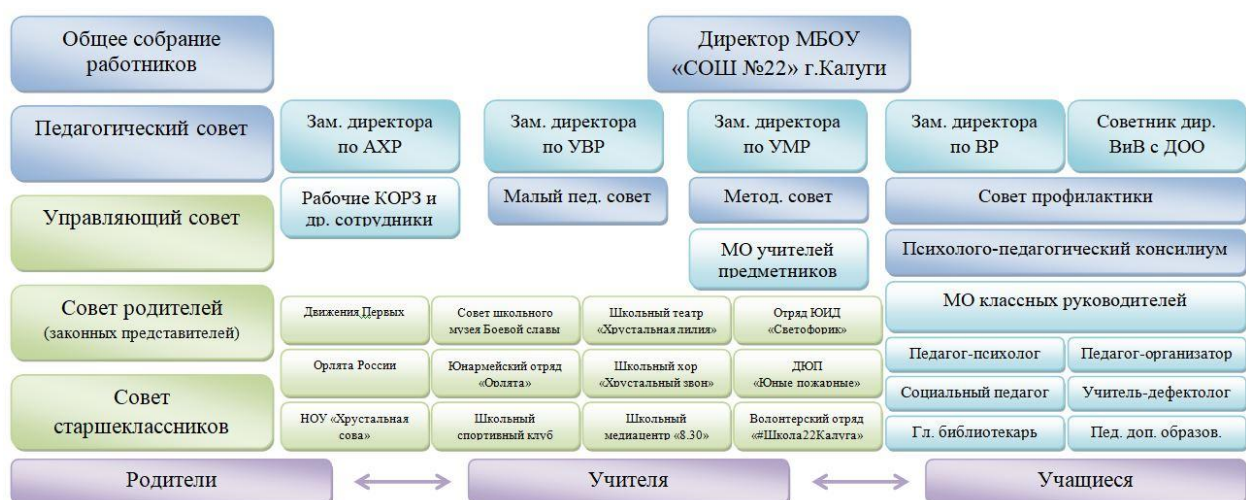 Общее собрание
работников
Директор МБОУ
«СОШ №22» г.Калуги
Педагогический совет
Зам. директора
по АХР
Зам. директора
по УВР
Зам. директора
по УМР
Зам. директора
по ВР
Советник дир.
ВиВ с ДОО
Управляющий совет
Рабочие КОРЗ и
др. сотрудники
Малый пед. совет
Метод. совет
Совет профилактики
МО учителей
предметников
Психолого-педагогический консилиум
Совет родителей
(законных представителей)
Движения Первых
Совет школьного
музея Боевой славы
Школьный театр
«Хрустальная лилия»
Отряд ЮИД
«Светофорик»
МО классных руководителей
Орлята России
Юнармейский отряд
«Орлята»
Школьный хор
«Хрустальный звон»
ДЮП
«Юные пожарные»
Педагог-психолог
Педагог-организатор
Совет
старшеклассников
Социальный педагог
Учитель-дефектолог
НОУ «Хрустальная
сова»
Школьный
спортивный клуб
Школьный
медиацентр «8.30»
Волонтерский отряд
«#Школа22Калуга»
Гл. библиотекарь
Пед. доп. образов.
Родители
Учителя
Учащиеся